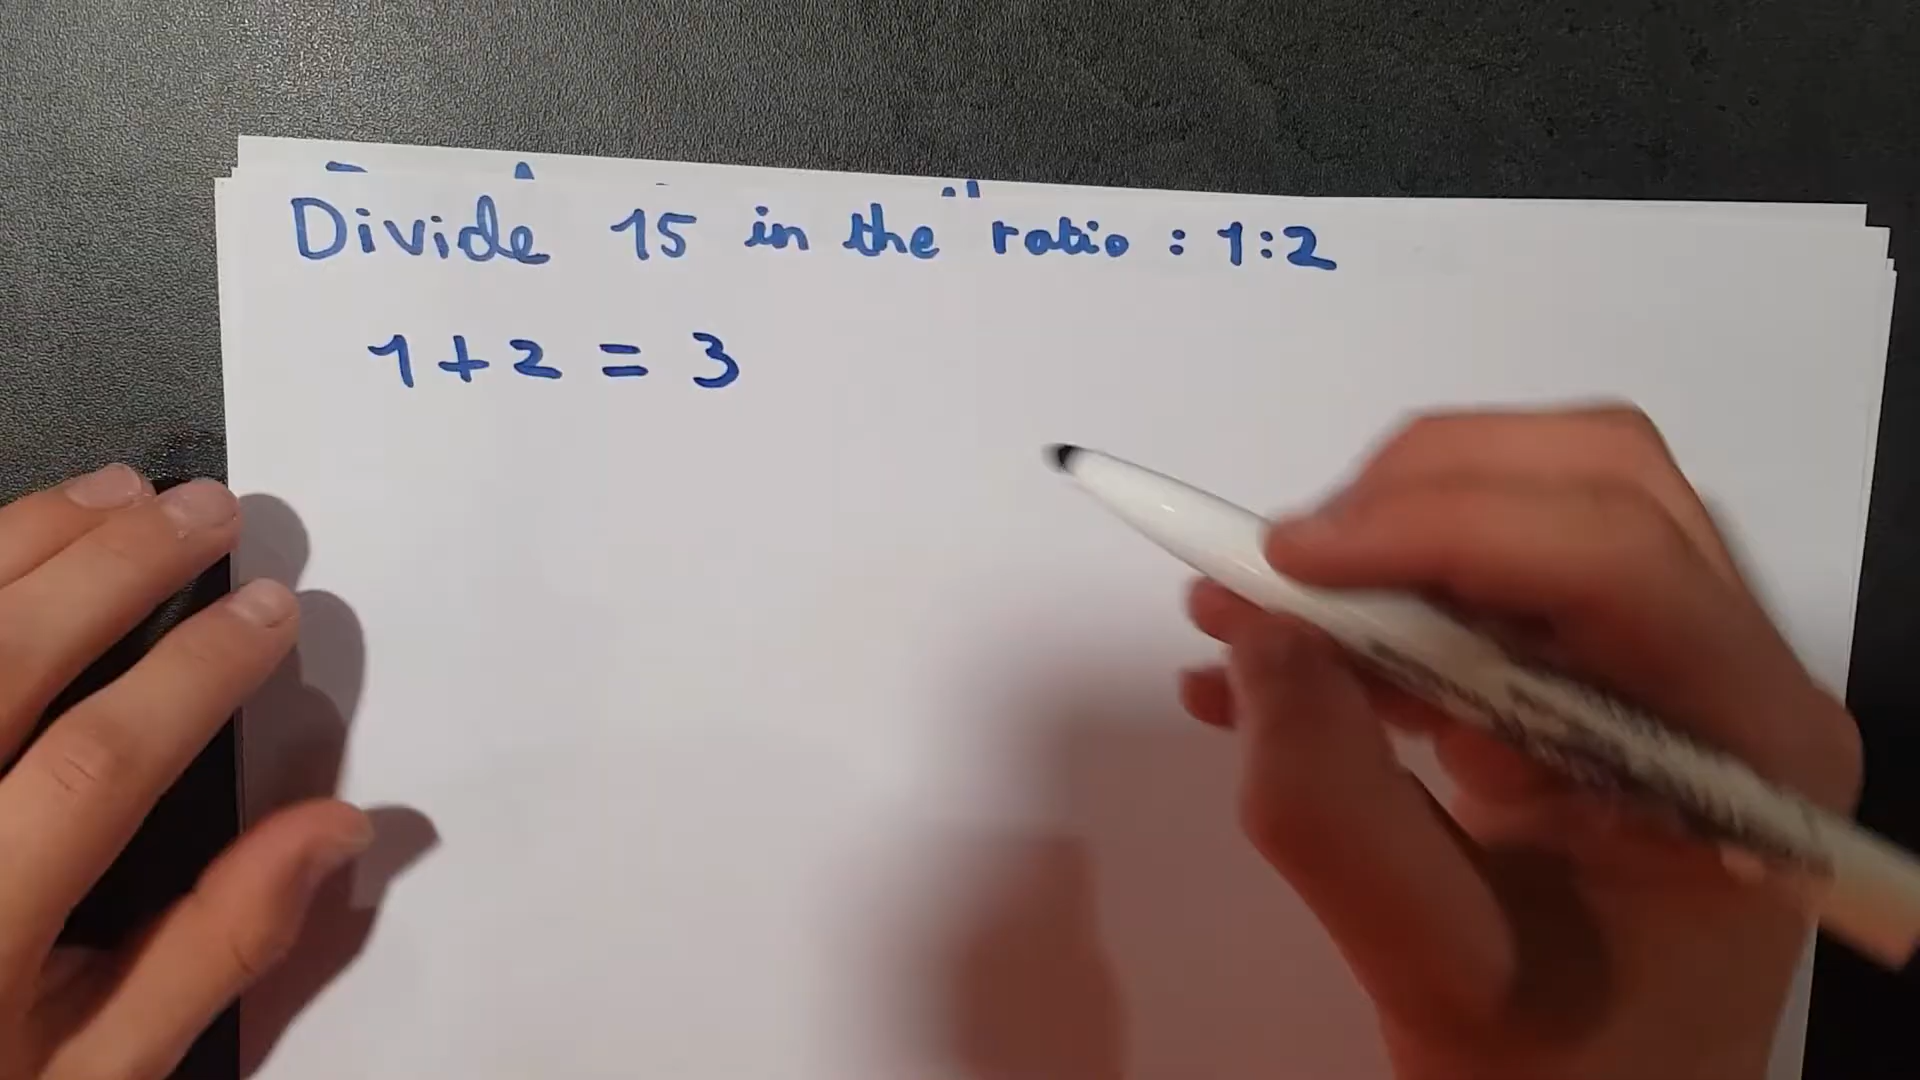 Divide 15 in the ratio : 1:2
1+2 = 3